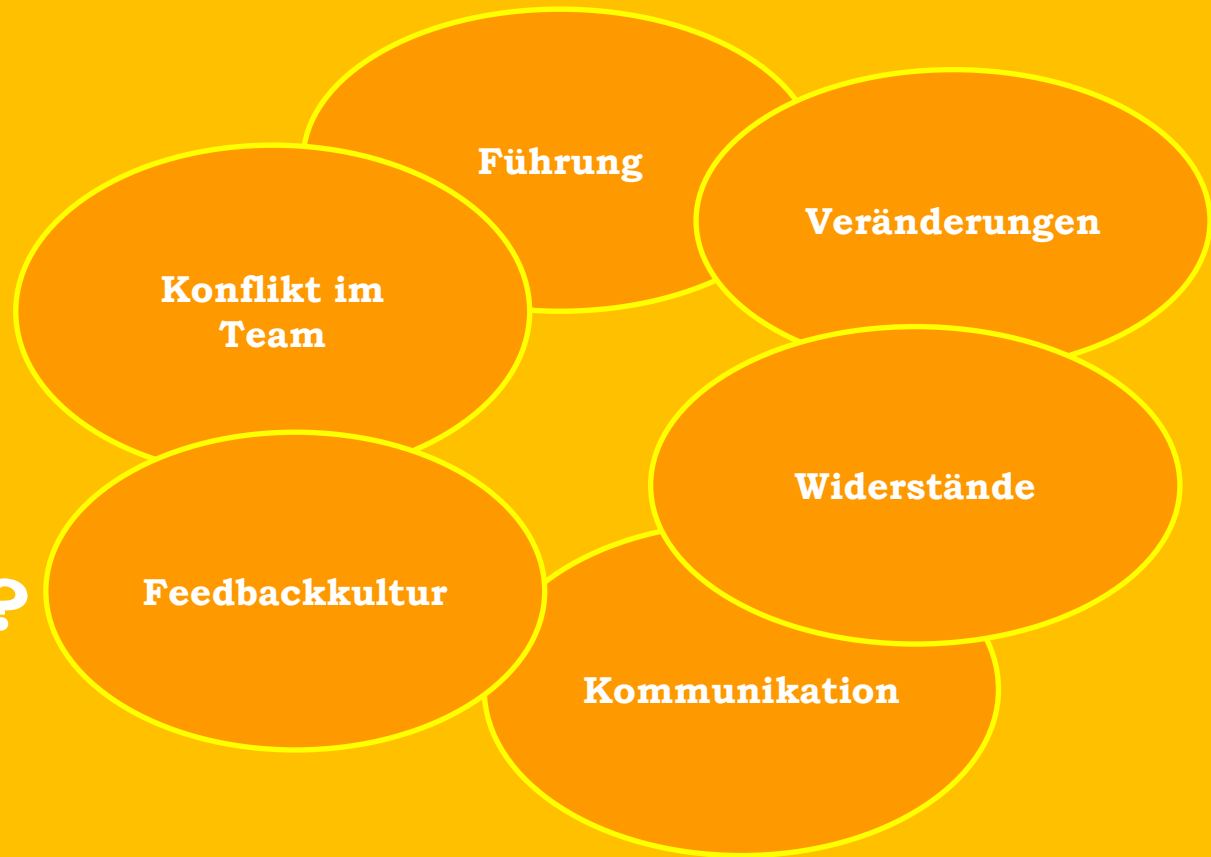 Führung
Veränderungen
Konflikt im
Team
Widerstände
?
Feedbackkultur
Kommunikation